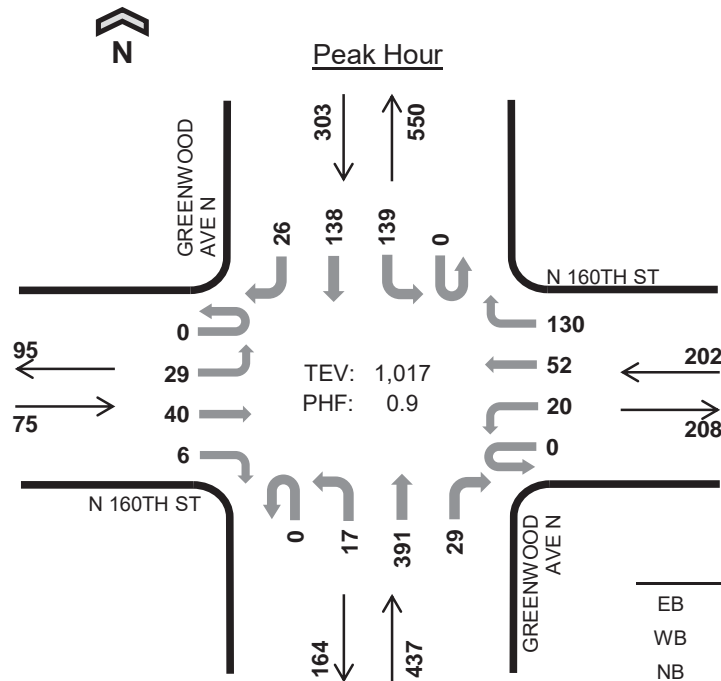 N
Peak Hour
303
550
GREENWOOD
AVE N
26
138
139
0
N 160TH ST
0
130
95
29
TEV: 1,017
52
202
75
40
PHF: 0.9
20
208
6
0
N 160TH ST
0
17
391
29
GREENWOOD
AVE N
164
437
EB
WB
NB